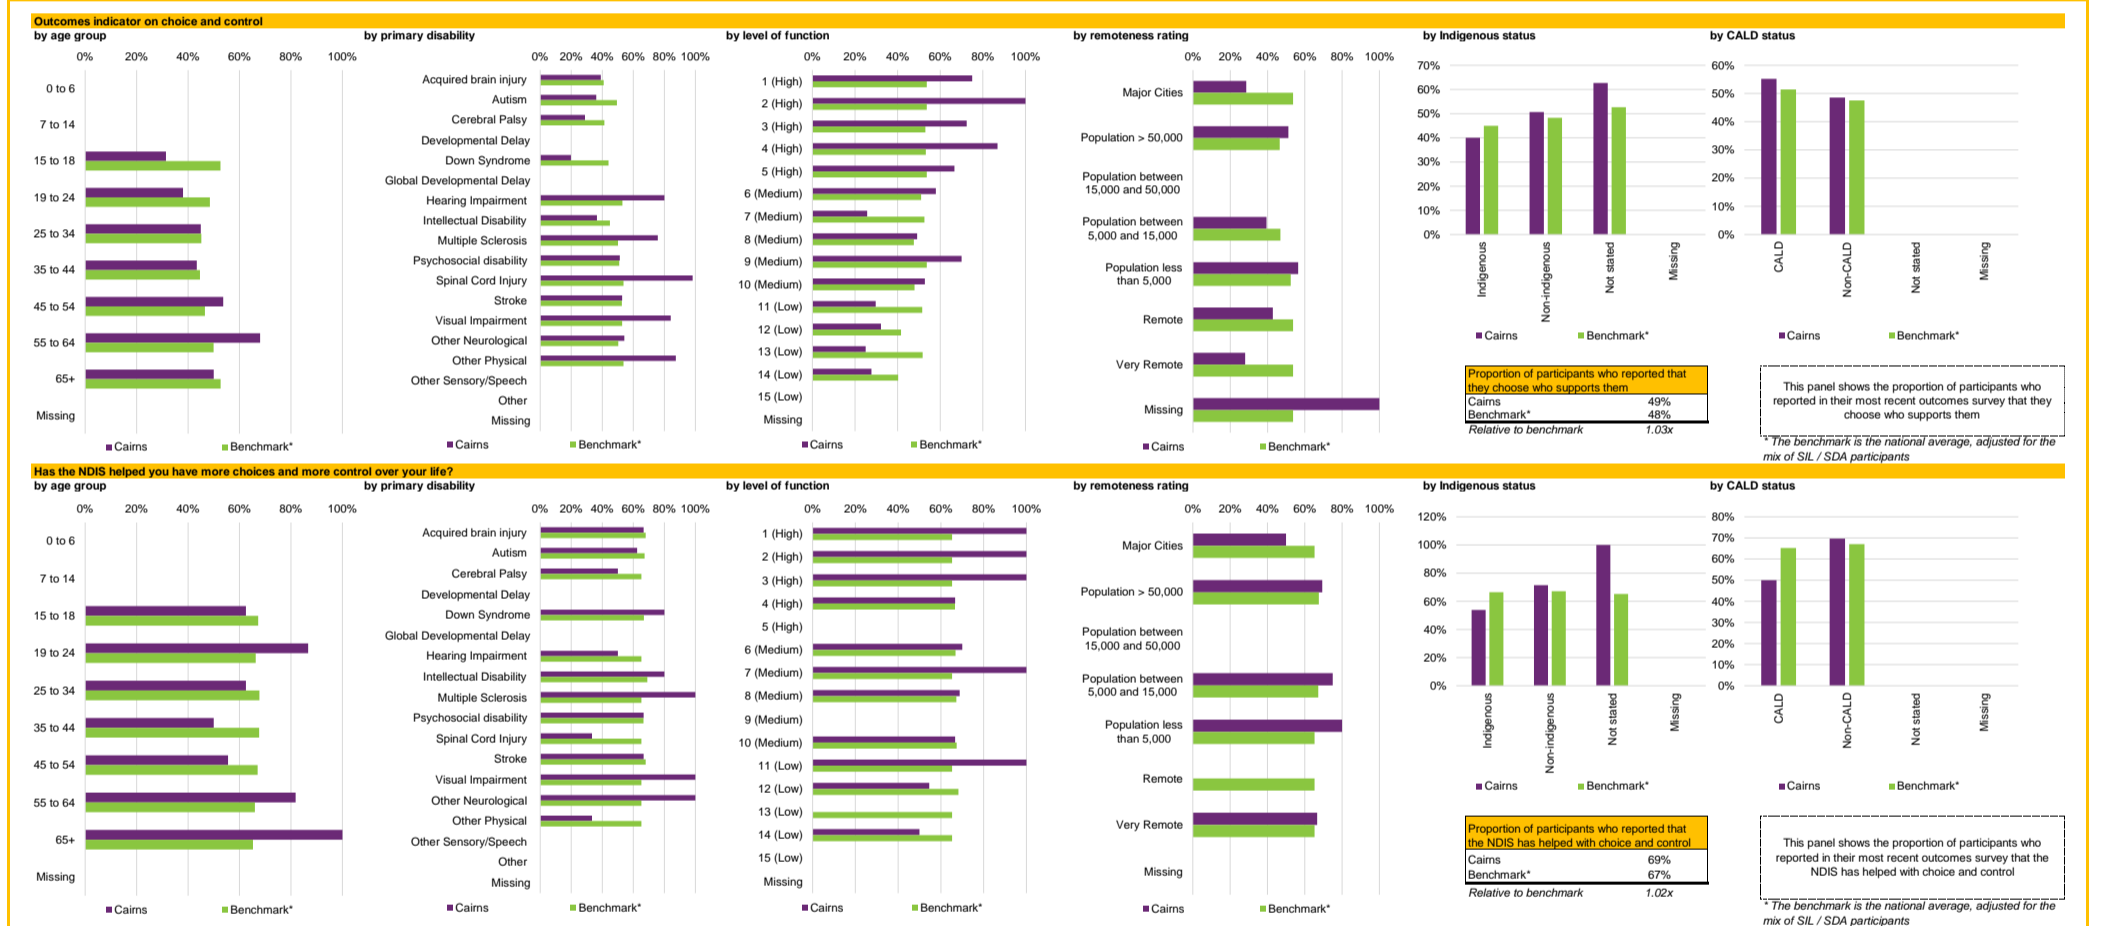 Outcomes indicator on choice and control
by age group
0% 20% 40% 60% 80% 100%
0 to 6
7 to 14
15 to 18
19 to 24
25 to 34
35 to 44
45 to 54
55 to 64
65+
Missing
Cairns Benchmark*
by primary disability
0% 20% 40% 60% 80% 100%
Acquired brain injury
Autism
Cerebral Palsy
Developmental Delay
Down Syndrome
Global Developmental Delay
Hearing Impairment
Intellectual Disability
Multiple Sclerosis
Psychosocial disability
Spinal Cord Injury
Stroke
Visual Impairment
Other Neurological
Other Physical
Other Sensory/Speech
Other
Missing
Cairns Benchmark*
by level of function
0% 20% 40% 60% 80% 100%
1 (High)
2 (High)
3 (High)
4 (High)
5 (High)
6 (Medium)
7 (Medium)
8 (Medium)
9 (Medium)
10 (Medium)
11 (Low)
12 (Low)
13 (Low)
14 (Low)
15 (Low)
Missing
Cairns Benchmark*
by remoteness rating
0% 20% 40% 60% 80% 100%
Major Cities
Population > 50,000
Population between
15,000 and 50,000
Population between
5,000 and 15,000
Population less
than 5,000
Remote
Very Remote
Missing
Cairns Benchmark*
by Indigenous status
70%
60%
50%
40%
30%
20%
10%
0%
Indigenous
Non-indigenous
Not stated
Missing
Cairns Benchmark*
Proportion of participants who reported that
they choose who supports them
Cairns 49%
Benchmark* 48%
Relative to benchmark 1.03x
by CALD status
60%
50%
40%
30%
20%
10%
0%
CALD
Non-CALD
Not stated
Missing
Cairns Benchmark*
This panel shows the proportion of participants who
reported in their most recent outcomes survey that they
choose who supports them
* The benchmark is the national average, adjusted for the
mix of SIL / SDA participants
Has the NDIS helped you have more choices and more control over your life?
by age group
0% 20% 40% 60% 80% 100%
0 to 6
7 to 14
15 to 18
19 to 24
25 to 34
35 to 44
45 to 54
55 to 64
65+
Missing
Cairns Benchmark*
by primary disability
0% 20% 40% 60% 80% 100%
Acquired brain injury
Autism
Cerebral Palsy
Developmental Delay
Down Syndrome
Global Developmental Delay
Hearing Impairment
Intellectual Disability
Multiple Sclerosis
Psychosocial disability
Spinal Cord Injury
Stroke
Visual Impairment
Other Neurological
Other Physical
Other Sensory/Speech
Other
Missing
Cairns Benchmark*
by level of function
0% 20% 40% 60% 80% 100%
1 (High)
2 (High)
3 (High)
4 (High)
5 (High)
6 (Medium)
7 (Medium)
8 (Medium)
9 (Medium)
10 (Medium)
11 (Low)
12 (Low)
13 (Low)
14 (Low)
15 (Low)
Missing
Cairns Benchmark*
by remoteness rating
0% 20% 40% 60% 80% 100%
Major Cities
Population > 50,000
Population between
15,000 and 50,000
Population between
5,000 and 15,000
Population less
than 5,000
Remote
Very Remote
Missing
Cairns Benchmark*
by Indigenous status
120%
100%
80%
60%
40%
20%
0%
Indigenous
Non-indigenous
Not stated
Missing
Cairns Benchmark*
Proportion of participants who reported that
the NDIS has helped with choice and control
Cairns 69%
Benchmark* 67%
Relative to benchmark 1.02x
by CALD status
80%
70%
60%
50%
40%
30%
20%
10%
0%
CALD
Non-CALD
Not stated
Missing
Cairns Benchmark*
This panel shows the proportion of participants who
reported in their most recent outcomes survey that the
NDIS has helped with choice and control
* The benchmark is the national average, adjusted for the
mix of SIL / SDA participants